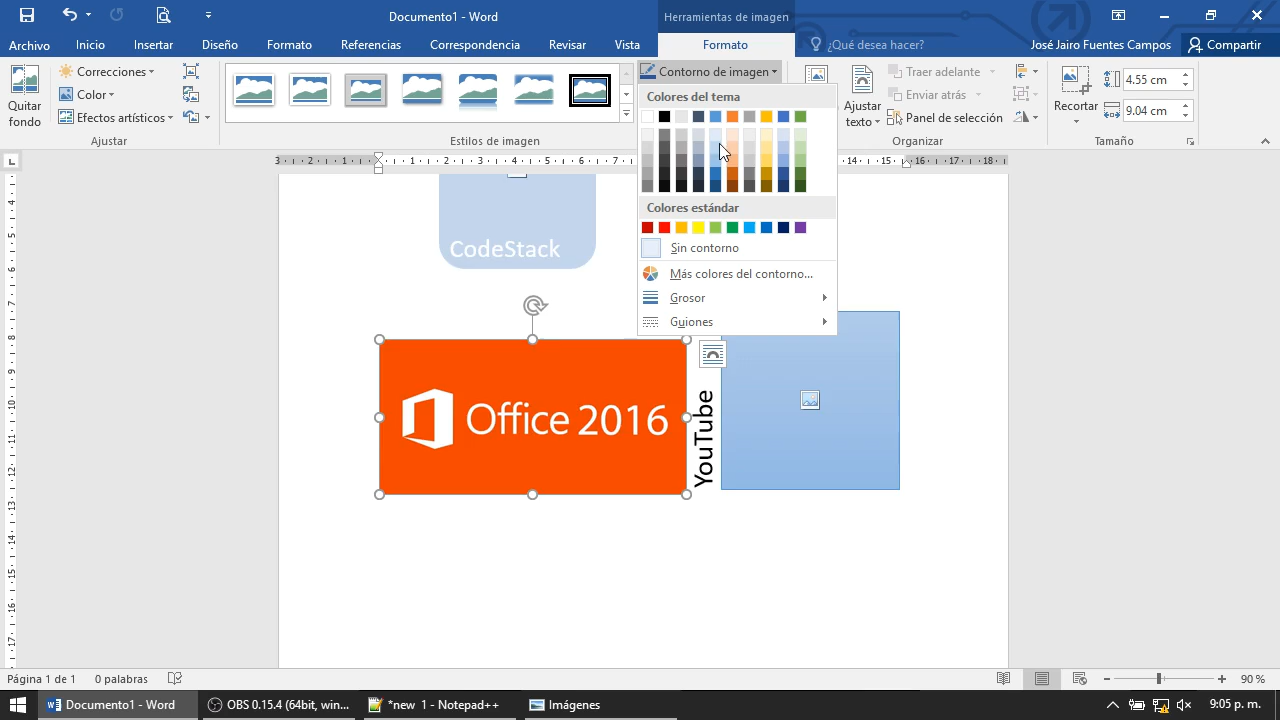 Documento1 - Word
Herramientas de imagen
Archivo
Inicio
Insertar
Diseño
Formato
Referencias
Correspondencia
Revisar
Vista
Formato
¿Qué desea hacer?
José Jairo Fuentes Campos
Compartir
Quitar
fondo
Correcciones
Color
Efectos artísticos
Ajustar
Estilos de imagen
Contorno de imagen
Ajustar
texto
Traer adelante
Enviar atrás
Panel de selección
Organizar
Recortar
4.55 cm
9.04 cm
Tamaño
Colores del tema
Colores estándar
Sin contorno
Más colores del contorno...
Grosor
Guiones
CodeStack
Office 2016
YouTube
Página 1 de 1
0 palabras
90 %
Documento1 - Word
OBS 0.15.4 (64bit, win...
*new 1 - Notepad++
Imágenes
9:05 p. m.